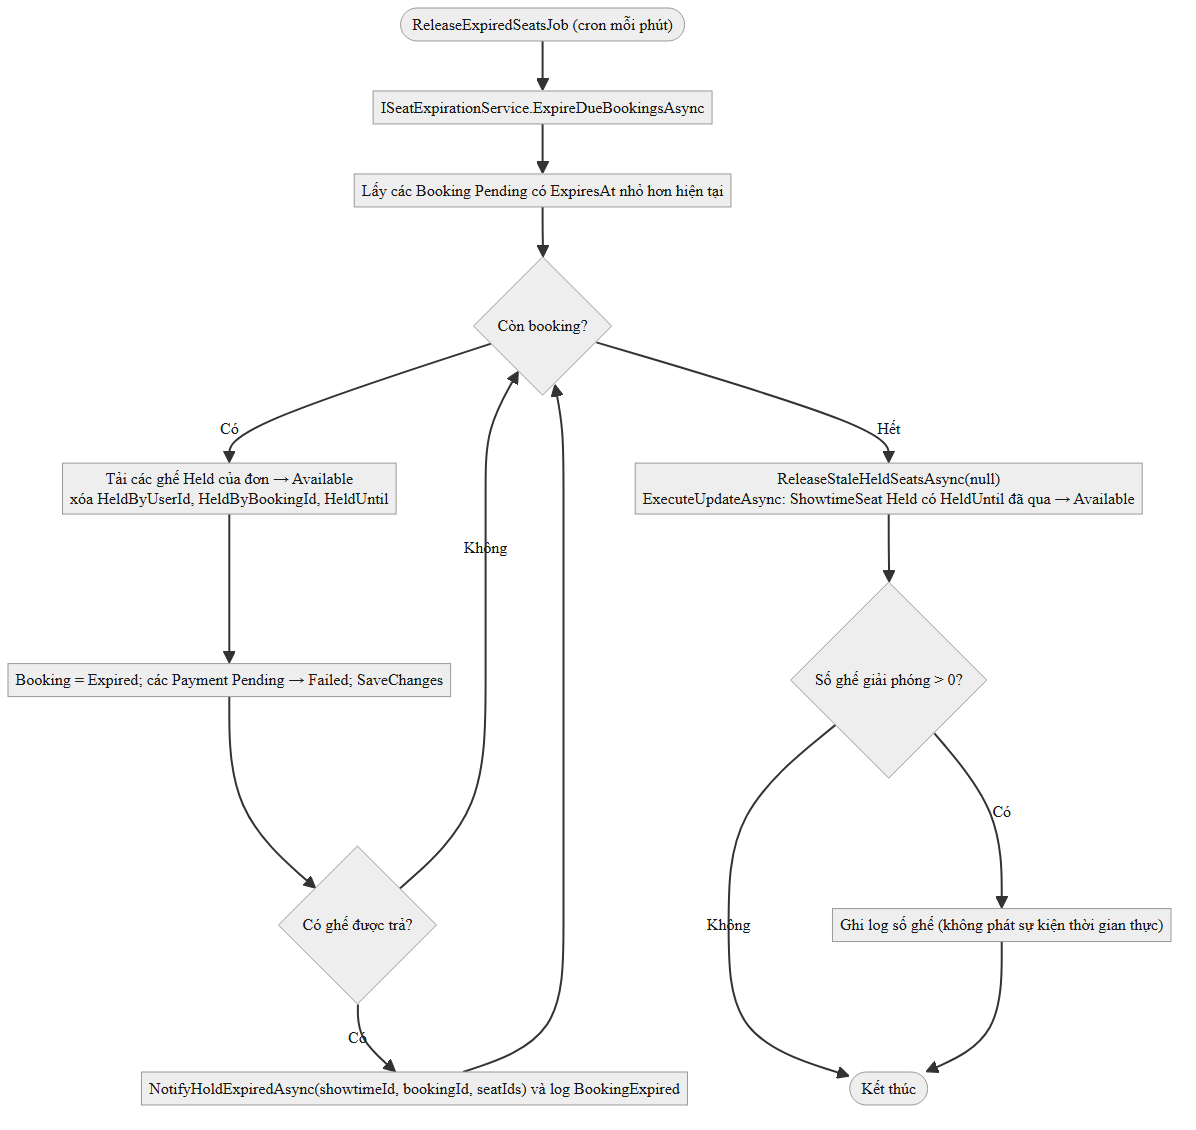 ReleaseExpiredSeatsJob (cron mỗi phút)
ISeatExpirationService.ExpireDueBookingsAsync
Lấy các Booking Pending có ExpiresAt nhỏ hơn hiện tại
Còn booking?
Có
Hết
Tải các ghế Held của đơn → Available
xóa HeldByUserId, HeldByBookingId, HeldUntil
ReleaseStaleHeldSeatsAsync(null)
ExecuteUpdateAsync: ShowtimeSeat Held có HeldUntil đã qua → Available
Không
Booking = Expired; các Payment Pending → Failed; SaveChanges
Số ghế giải phóng > 0?
Có
Có ghế được trả?
Không
Ghi log số ghế (không phát sự kiện thời gian thực)
Có
NotifyHoldExpiredAsync(showtimeId, bookingId, seatIds) và log BookingExpired
Kết thúc